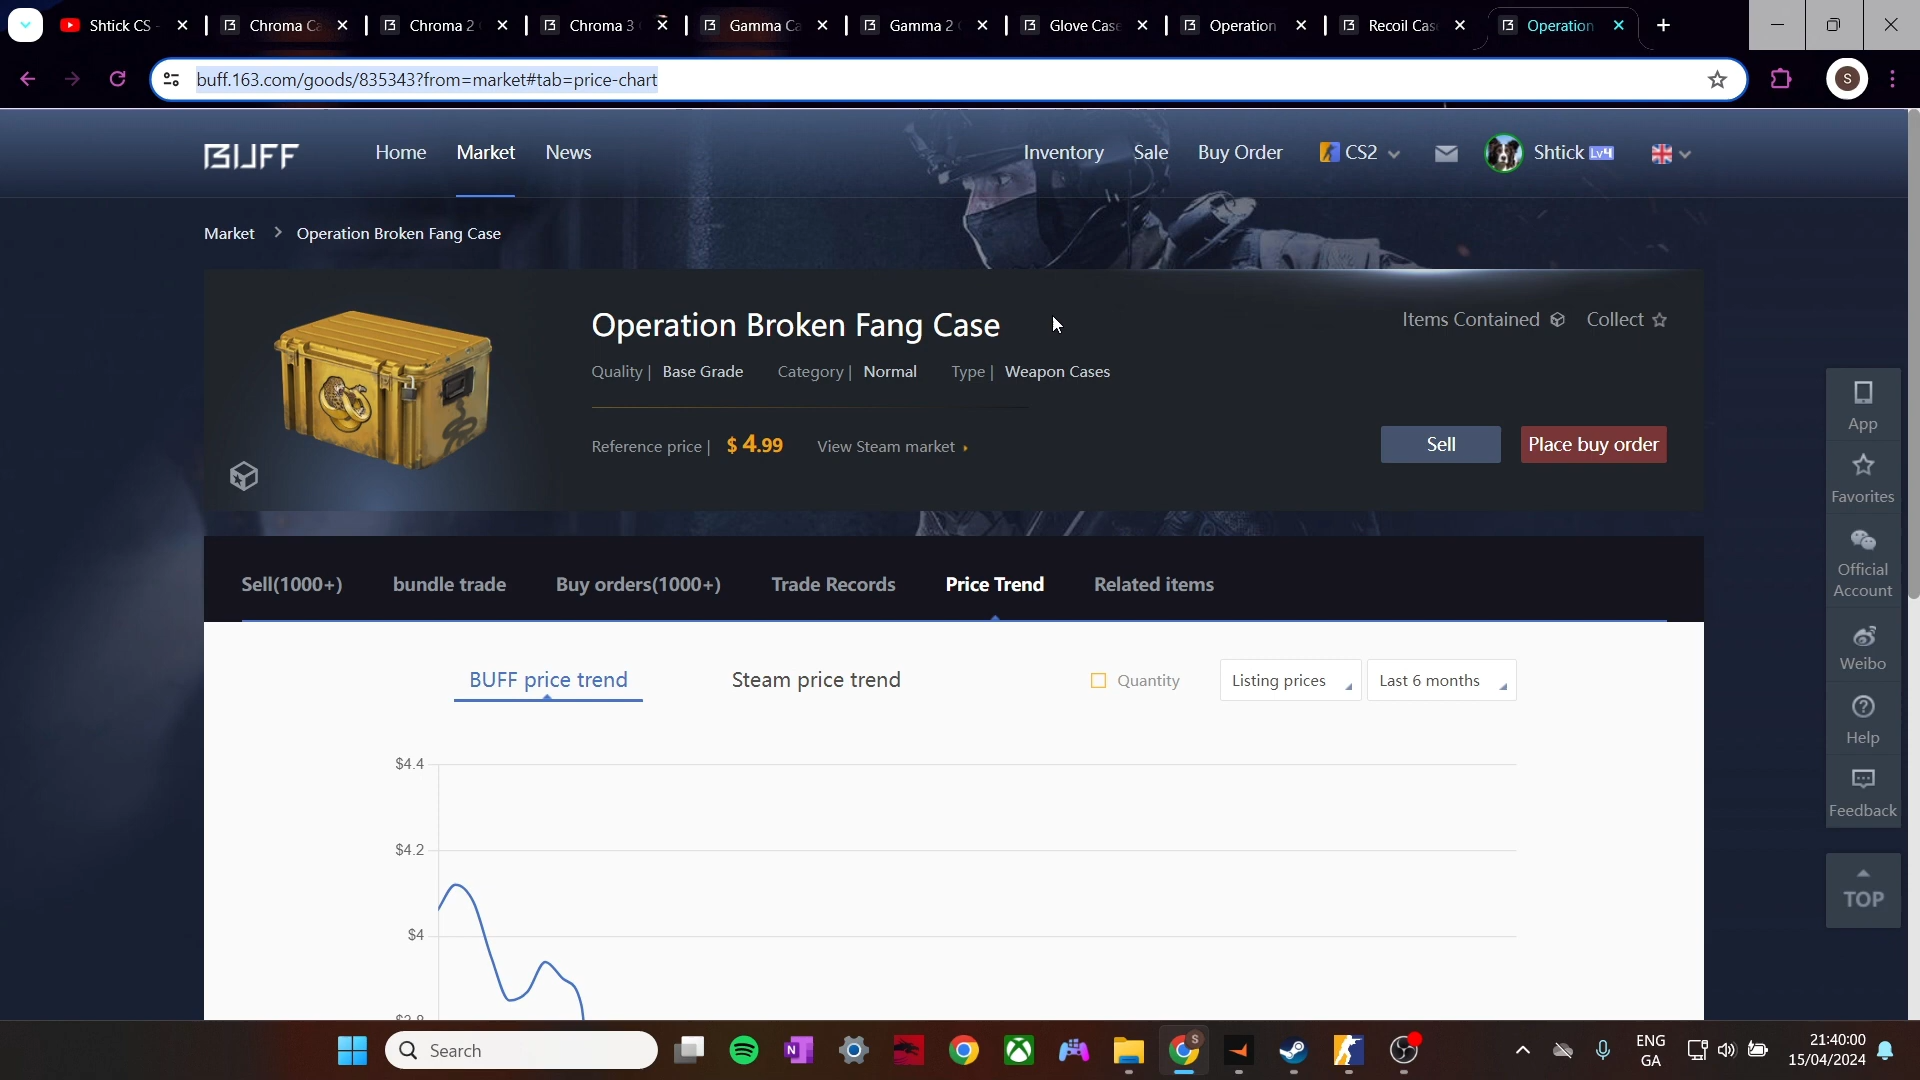 Shtick CS -
Chroma Ca
Chroma 2
Chroma 3
Gamma Ca
Gamma 2
Glove Case
Operation
Recoil Cas
Operation
buff.163.com/goods/835343?from=market#tab=price-chart
S
BUFF
Home
Market
News
Inventory
Sale
Buy Order
CS2
Shtick Lv4
Market > Operation Broken Fang Case
Operation Broken Fang Case
Items Contained
Collect
Quality | Base Grade
Category | Normal
Type | Weapon Cases
Reference price | $ 4.99
View Steam market
Sell
Place buy order
App
Favorites
Official
Account
Weibo
Help
Feedback
TOP
Sell(1000+)
bundle trade
Buy orders(1000+)
Trade Records
Price Trend
Related items
BUFF price trend
Steam price trend
Quantity
Listing prices
Last 6 months
$4.4
$4.2
$4
$3.8
Search
ENG
GA
21:40:00
15/04/2024